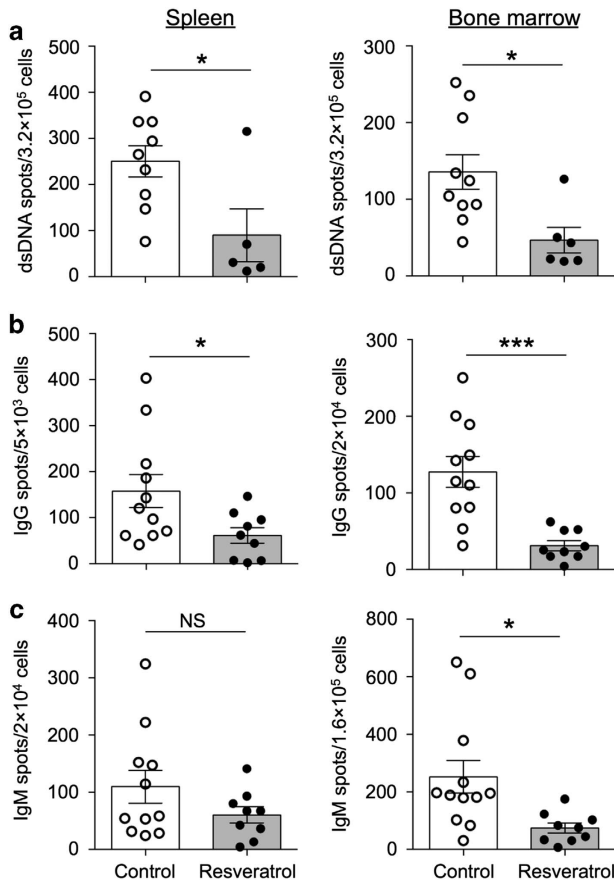 Spleen
Bone marrow
a
dsDNA spots/3.2×10⁵ cells
500
400
300
200
100
0
*
dsDNA spots/3.2×10⁵ cells
300
200
100
0
*
b
IgG spots/5×10³ cells
500
400
300
200
100
0
*
IgG spots/2×10⁴ cells
300
200
100
0
***
c
IgM spots/2×10⁴ cells
400
300
200
100
0
NS
Control Resveratrol
IgM spots/1.6×10⁵ cells
800
600
400
200
0
*
Control Resveratrol